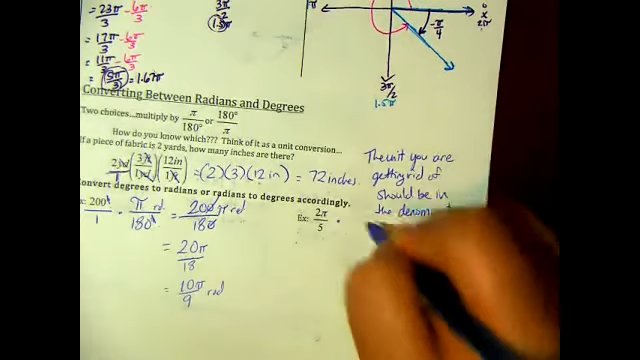 = 23π/3 - 6π/3
3π/2
1.5π
= 17π/3 - 6π/3
= 11π/3 - 6π/3
= 5π/3 = 1.67π
-π/4
0
2π
3π/2
1.5π
Converting Between Radians and Degrees
Two choices...multiply by π/180° or 180°/π
How do you know which??? Think of it as a unit conversion...
If a piece of fabric is 2 yards, how many inches are there?
2yd/1 (3ft/1yd)(12in/1ft) = (2)(3)(12in) = 72 inches.
Convert degrees to radians or radians to degrees accordingly.
200°/1 · π rad/180° = 200π rad/180
= 20π/18
= 10π/9 rad
Ex: 2π/5 ·
The unit you are
getting rid of
should be in
the